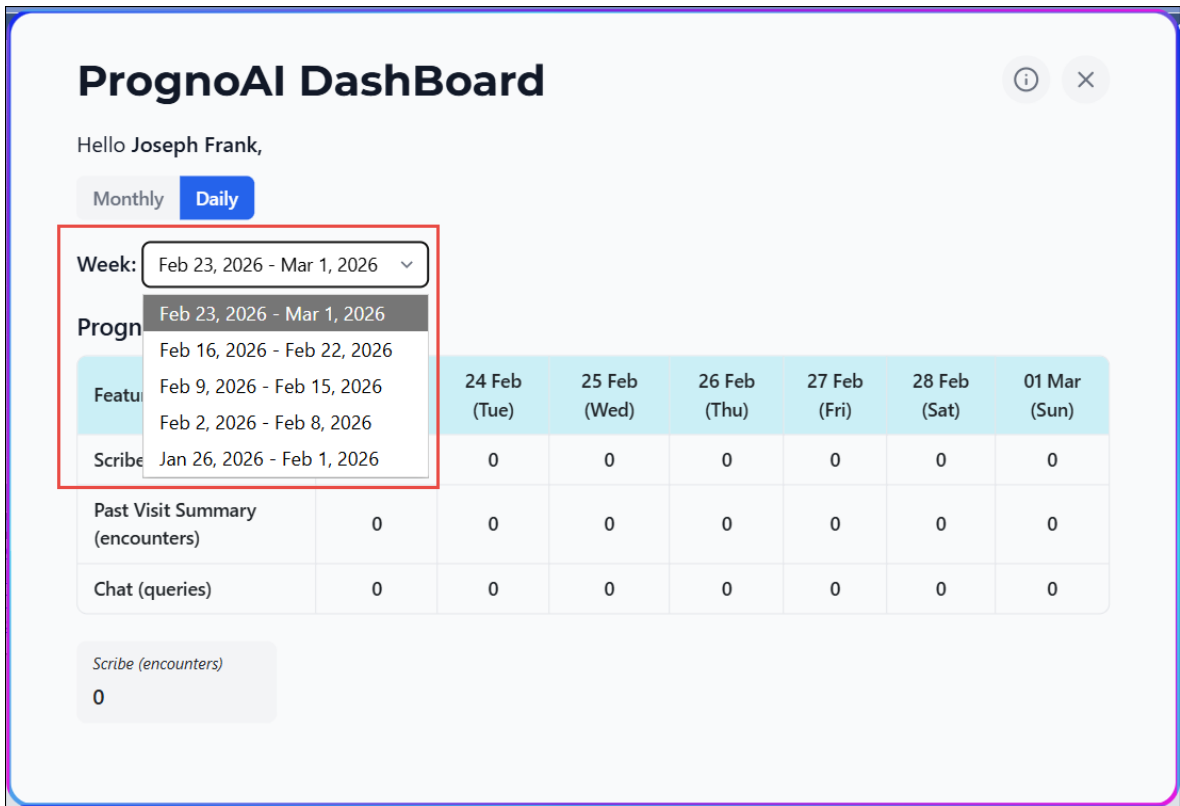 PrognoAI DashBoard
Hello Joseph Frank,
Monthly Daily
Week: Feb 23, 2026 - Mar 1, 2026
Feb 23, 2026 - Mar 1, 2026
Feb 16, 2026 - Feb 22, 2026
Feb 9, 2026 - Feb 15, 2026
Feb 2, 2026 - Feb 8, 2026
Jan 26, 2026 - Feb 1, 2026
Progn
Featu 24 Feb (Tue) 25 Feb (Wed) 26 Feb (Thu) 27 Feb (Fri) 28 Feb (Sat) 01 Mar (Sun)
Scribe 0 0 0 0 0 0
Past Visit Summary
(encounters) 0 0 0 0 0 0 0
Chat (queries) 0 0 0 0 0 0 0
Scribe (encounters)
0